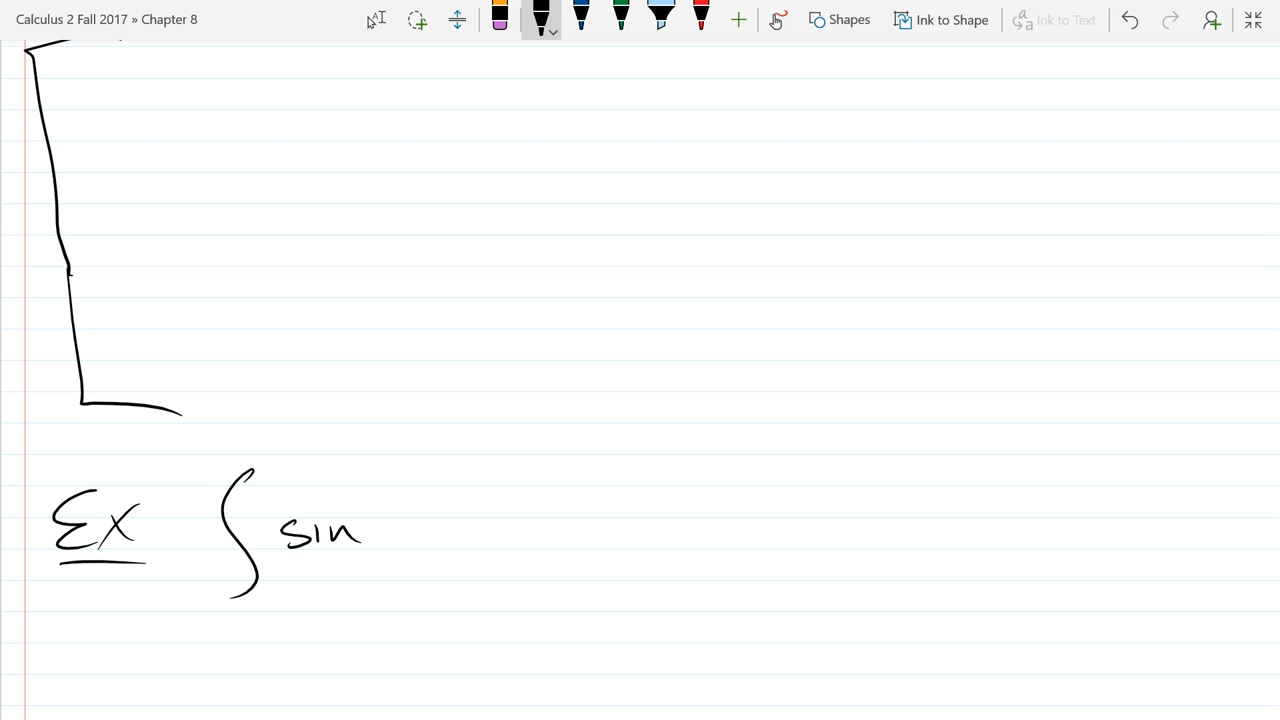 Calculus 2 Fall 2017 » Chapter 8
Shapes
Ink to Shape
Ink to Text
Ex ∫ sin